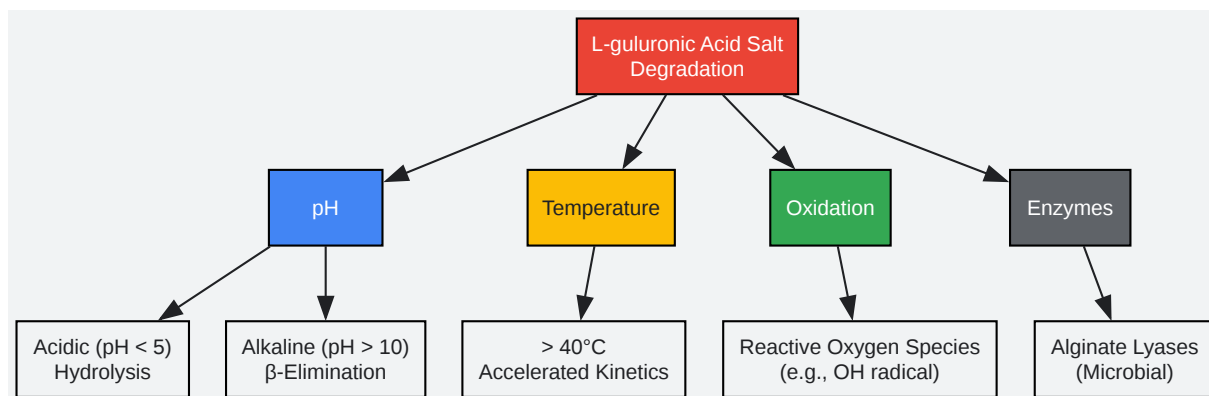 L-guluronic Acid Salt
Degradation
pH
Temperature
Oxidation
Enzymes
Acidic (pH < 5)
Hydrolysis
Alkaline (pH > 10)
β-Elimination
> 40°C
Accelerated Kinetics
Reactive Oxygen Species
(e.g., OH radical)
Alginate Lyases
(Microbial)